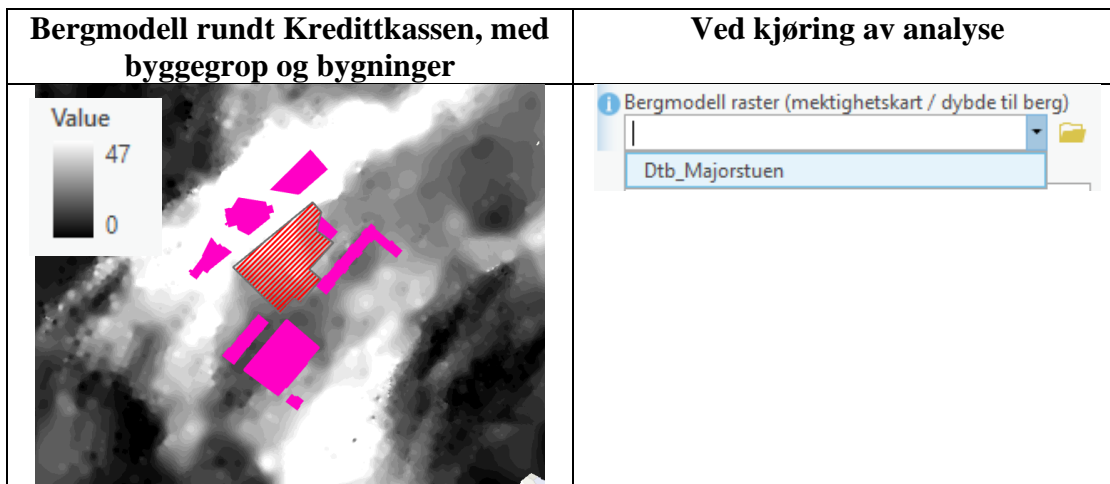 Bergmodell rundt Kredittkassen, med
byggegrop og bygninger
Ved kjøring av analyse
Value
47
0
Bergmodell raster (mektighetskart / dybde til berg)
Dtb_Majorstuen